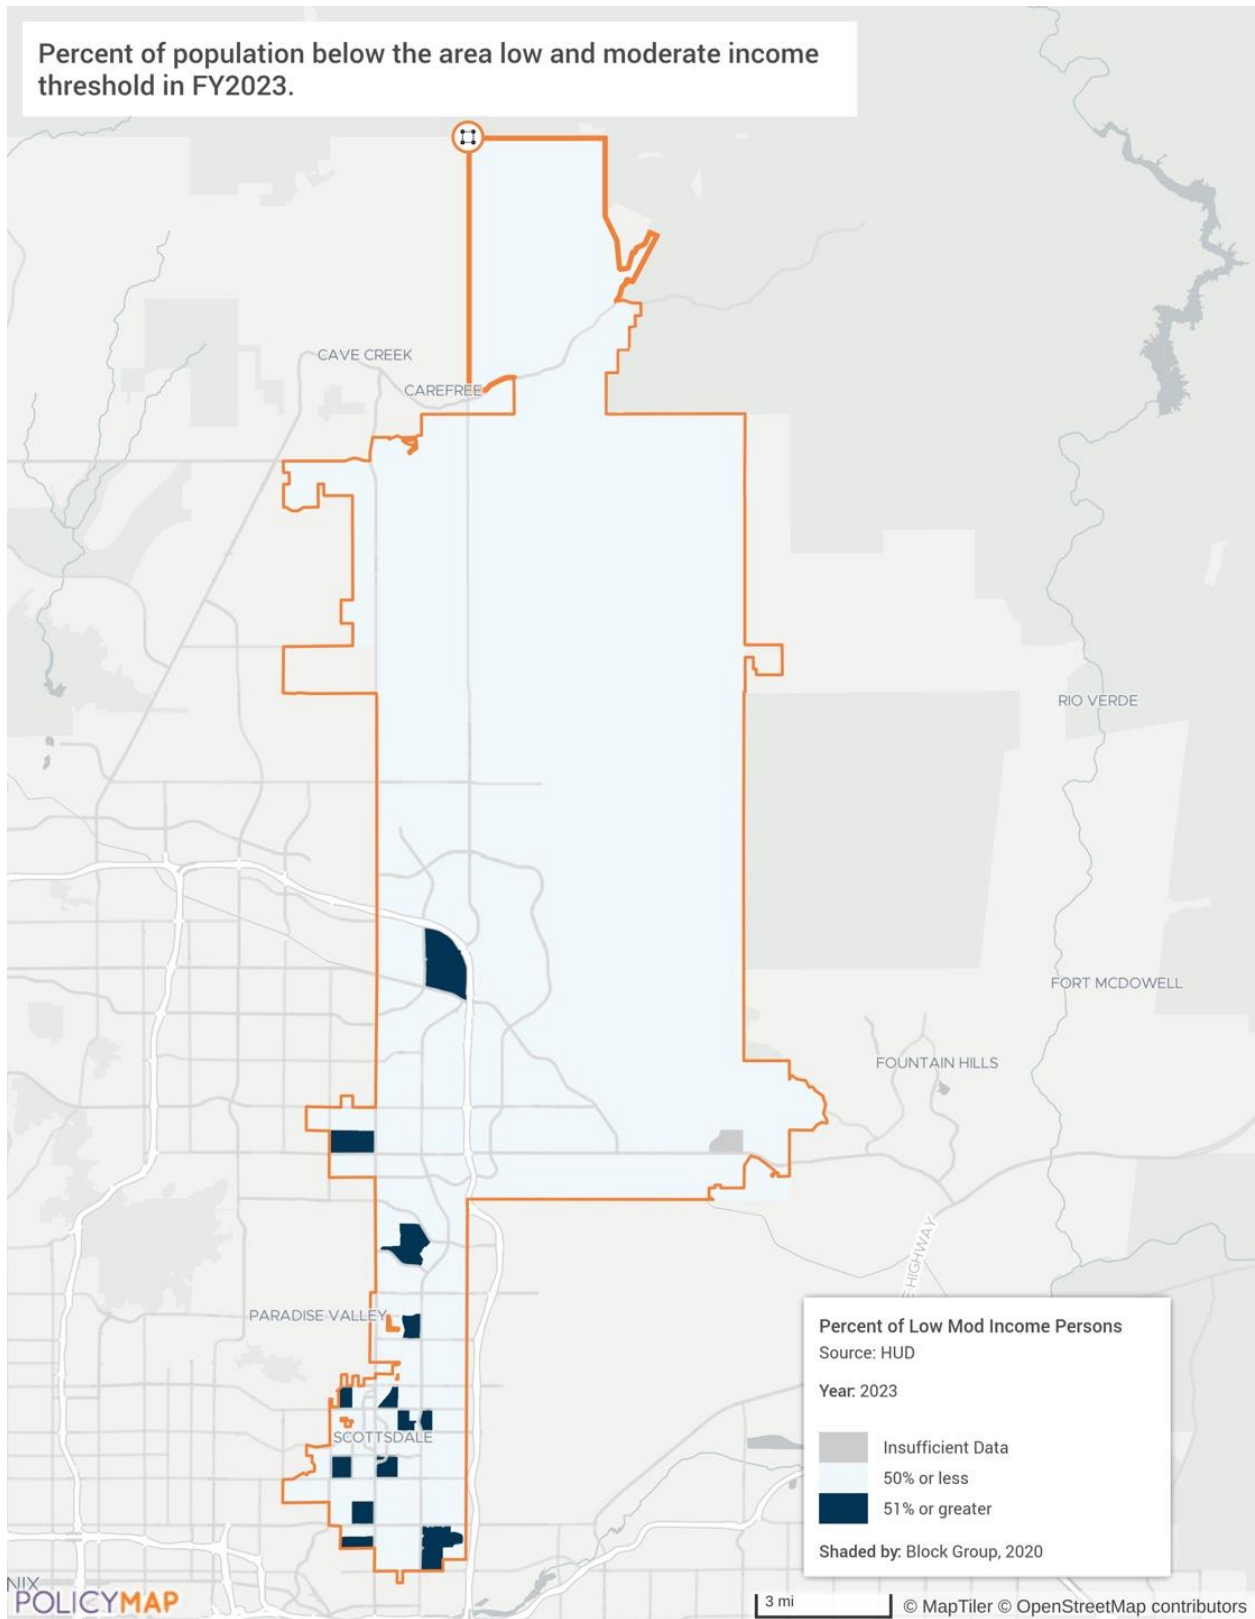 Percent of population below the area low and moderate income
threshold in FY2023.
CAVE CREEK
CAREFREE
RIO VERDE
FORT MCDOWELL
FOUNTAIN HILLS
HIGHWAY
PARADISE VALLEY
SCOTTSDALE
Percent of Low Mod Income Persons
Source: HUD
Year: 2023
Insufficient Data
50% or less
51% or greater
Shaded by: Block Group, 2020
NIX
POLICYMAP
3 mi
© MapTiler © OpenStreetMap contributors